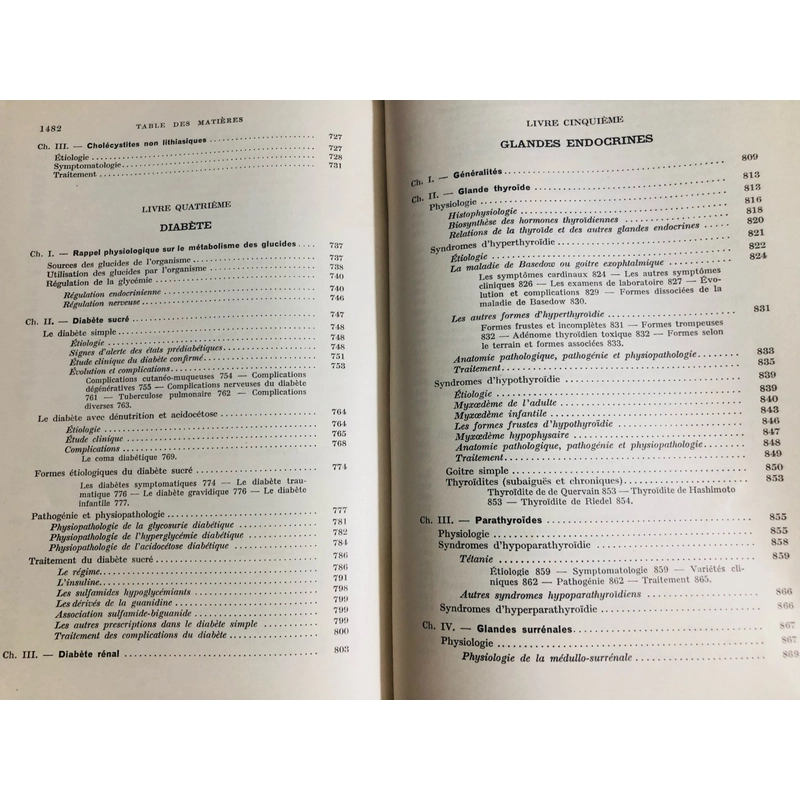 1482 TABLE DES MATIÈRES
Ch. III. — Cholécystites non lithiasiques 727
Étiologie 727
Symptomatologie 728
Traitement 731
LIVRE QUATRIÈME
DIABÈTE
Ch. I. — Rappel physiologique sur le métabolisme des glucides 737
Sources des glucides de l'organisme 737
Utilisation des glucides par l'organisme 738
Régulation de la glycémie 740
Régulation endocrinienne 740
Régulation nerveuse 746
Ch. II. — Diabète sucré 747
Le diabète simple 748
Étiologie 748
Signes d'alerte des états prédiabétiques 748
Étude clinique du diabète confirmé 751
Évolution et complications 753
Complications cutanéo-muqueuses 754 — Complications
dégénératives 755 — Complications nerveuses du diabète
761 — Tuberculose pulmonaire 762 — Complications
diverses 763.
Le diabète avec dénutrition et acidocétose 764
Étiologie 764
Étude clinique 765
Complications 768
Le coma diabétique 769.
Formes étiologiques du diabète sucré 774
Les diabètes symptomatiques 774 — Le diabète trau-
matique 776 — Le diabète gravidique 776 — Le diabète
infantile 777.
Pathogénie et physiopathologie 777
Physiopathologie de la glycosurie diabétique 781
Physiopathologie de l'hyperglycémie diabétique 782
Physiopathologie de l'acidocétose diabétique 784
Traitement du diabète sucré 786
Le régime 786
L'insuline 791
Les sulfamides hypoglycémiants 798
Les dérivés de la guanidine 799
Association sulfamide-biguanide 799
Les autres prescriptions dans le diabète simple 799
Traitement des complications du diabète 800
Ch. III. — Diabète rénal 803
LIVRE CINQUIÈME
GLANDES ENDOCRINES
Ch. I. — Généralités 809
Ch. II. — Glande thyroïde 813
Physiologie 813
Histophysiologie 816
Biosynthèse des hormones thyroïdiennes 818
Relations de la thyroïde et des autres glandes endocrines 820
Syndromes d'hyperthyroïdie 821
Étiologie 822
La maladie de Basedow ou goitre exophtalmique 824
Les symptômes cardinaux 824 — Les autres symptômes
cliniques 826 — Les examens de laboratoire 827 — Évo-
lution et complications 829 — Formes dissociées de la
maladie de Basedow 830.
Les autres formes d'hyperthyroïdie 831
Formes frustes et incomplètes 831 — Formes trompeuses
832 — Adénome thyroïdien toxique 832 — Formes selon
le terrain et formes associées 833.
Anatomie pathologique, pathogénie et physiopathologie 833
Traitement 835
Syndromes d'hypothyroïdie 839
Étiologie 839
Myxœdème de l'adulte 840
Myxœdème infantile 843
Les formes frustes d'hypothyroïdie 846
Myxœdème hypophysaire 847
Anatomie pathologique, pathogénie et physiopathologie 848
Traitement 849
Goitre simple 850
Thyroïdites (subaiguës et chroniques) 853
Thyroïdite de de Quervain 853 — Thyroïdite de Hashimoto
853 — Thyroïdite de Riedel 854.
Ch. III. — Parathyroïdes 855
Physiologie 855
Syndromes d'hypoparathyroïdie 858
Tétanie 859
Étiologie 859 — Symptomatologie 859 — Variétés cli-
niques 862 — Pathogénie 862 — Traitement 865.
Autres syndromes hypoparathyroïdiens 866
Syndromes d'hyperparathyroïdie 866
Ch. IV. — Glandes surrénales 867
Physiologie 867
Physiologie de la médullo-surrénale 869